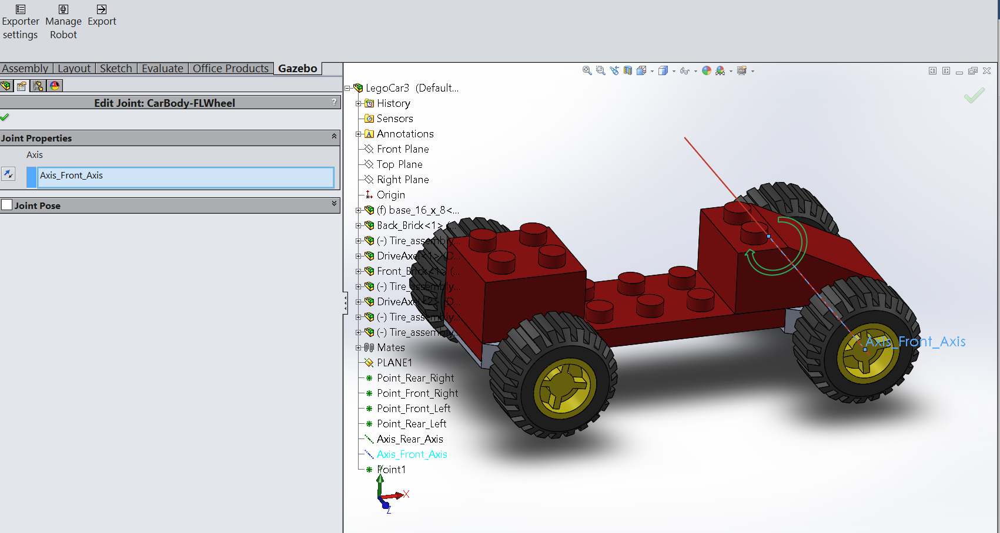 Exporter settings
Manage Robot
Export
Assembly
Layout
Sketch
Evaluate
Office Products
Gazebo
Edit Joint: CarBody-FLWheel
?
Joint Properties
Axis
Axis_Front_Axis
Joint Pose
LegoCar3 (Default...
History
Sensors
A Annotations
Front Plane
Top Plane
Right Plane
Origin
(f) base_16_x_8<...
Back_Brick<1> (...
(-) Tire_assembly...
DriveAxel<1> (D...
Front_Brick<1> (...
(-) Tire_assembly...
DriveAxel<2> (D...
(-) Tire_assembly...
(-) Tire_assembly...
Mates
PLANE1
Point_Rear_Right
Point_Front_Right
Point_Front_Left
Point_Rear_Left
Axis_Rear_Axis
Axis_Front_Axis
Point1
Y
X
Z
Axis_Front_Axis